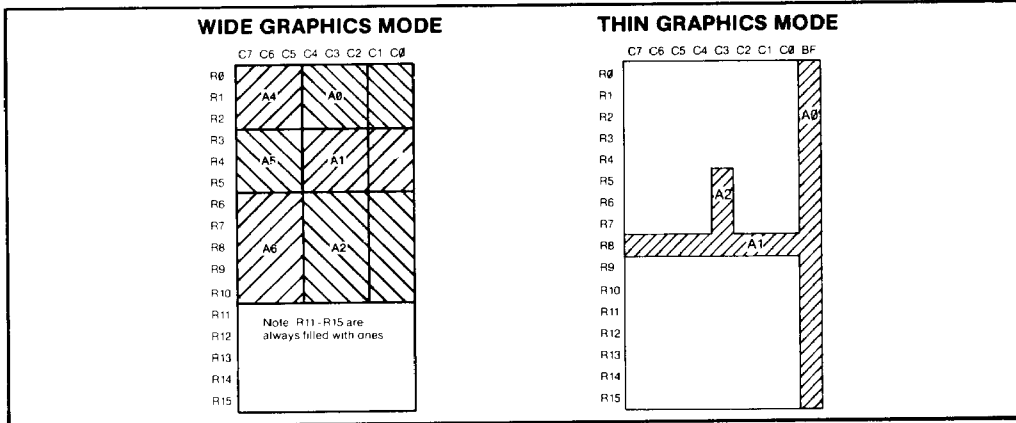 WIDE GRAPHICS MODE
C7 C6 C5 C4 C3 C2 C1 CØ
RØ
R1
R2
R3
R4
R5
R6
R7
R8
R9
R10
R11
R12
R13
R14
R15
A4
AØ
A5
A1
A6
A2
Note R11-R15 are
always filled with ones
THIN GRAPHICS MODE
C7 C6 C5 C4 C3 C2 C1 CØ BF
RØ
R1
R2
R3
R4
R5
R6
R7
R8
R9
R10
R11
R12
R13
R14
R15
AØ
A2
A1